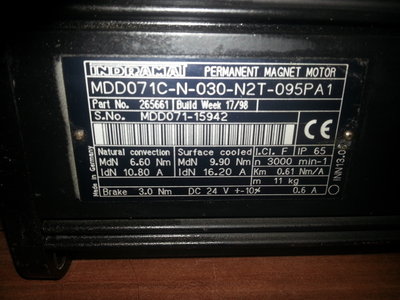 INDRAMAT PERMANENT MAGNET MOTOR
MDD071C-N-030-N2T-095PA1
Part No. 265661 Build Week 17/98
S.No. MDD071-15942
CE
Natural convection Surface cooled I.CI. F IP 65
MdN 6.60 Nm MdN 9.90 Nm n 3000 min-1
IdN 10.80 A IdN 16.20 A Km 0.61 Nm/A
m 11 kg
Brake 3.0 Nm DC 24 V +-10% 0.6 A
Made in Germany